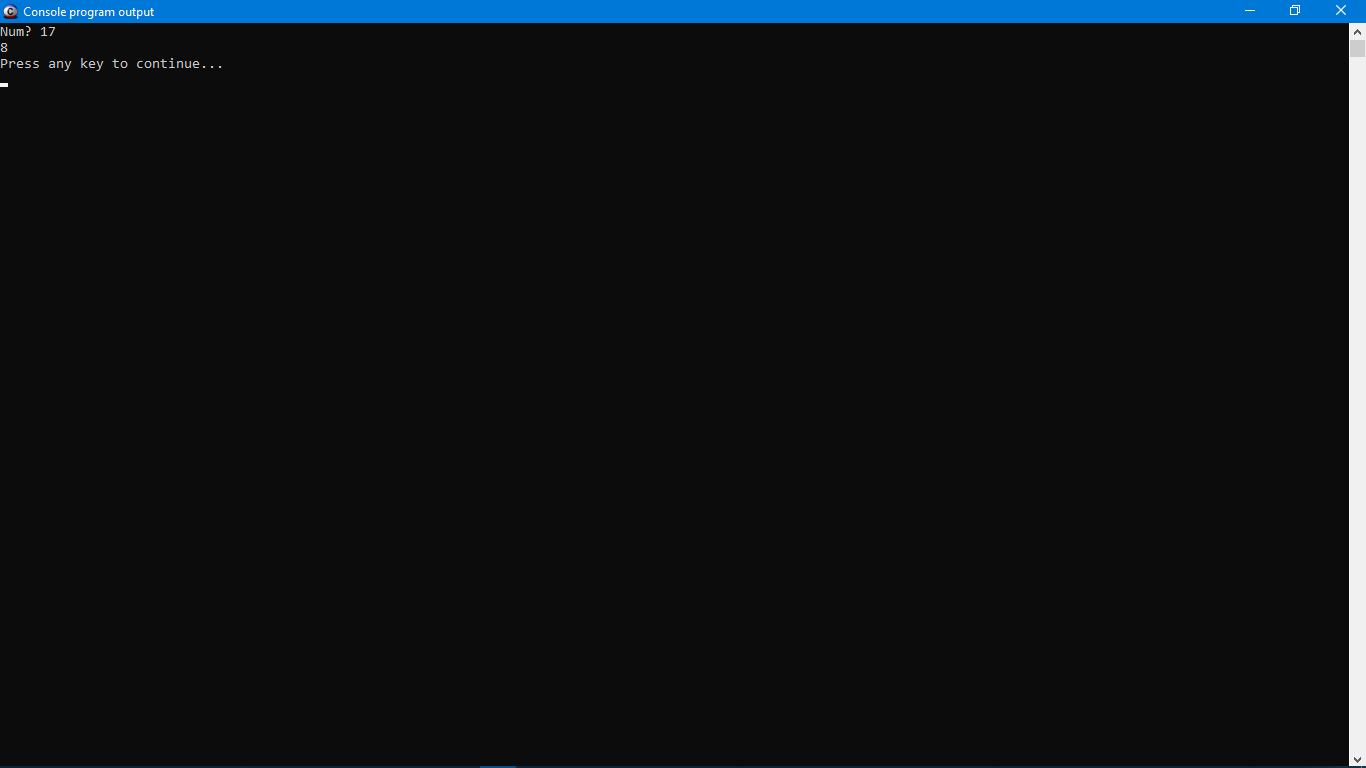 Console program output
Num? 17
8
Press any key to continue...